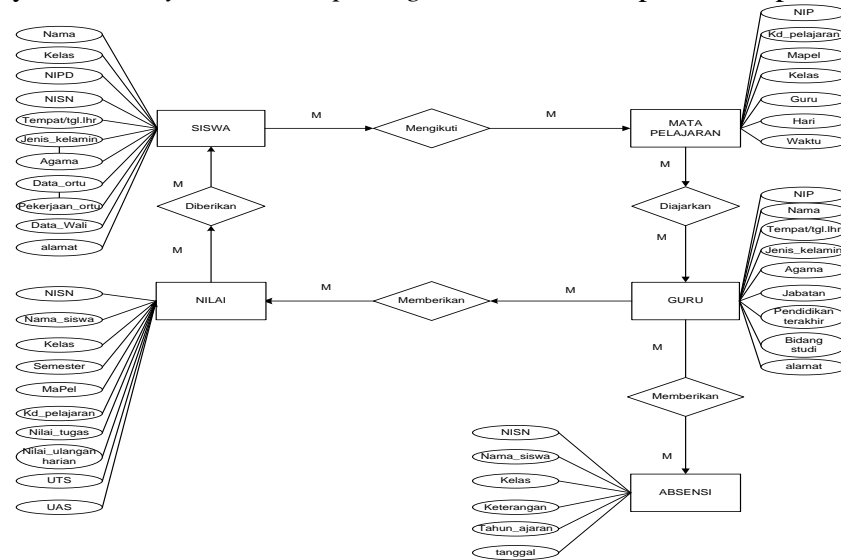 Nama
Kelas
NIPD
NISN
Tempat/tgl.lhr
Jenis_kelamin
Agama
Data_ortu
Pekerjaan_ortu
Data_Wali
alamat
SISWA
M
Mengikuti
M
MATA
PELAJARAN
NIP
Kd_pelajaran
Mapel
Kelas
Guru
Hari
Waktu
M
Diberikan
M
M
Diajarkan
M
NIP
Nama
Tempat/tgl.lhr
Jenis_kelamin
Agama
Jabatan
Pendidikan
terakhir
Bidang
studi
alamat
NILAI
M
Memberikan
M
GURU
NISN
Nama_siswa
Kelas
Semester
MaPel
Kd_pelajaran
Nilai_tugas
Nilai_ulangan
harian
UTS
UAS
M
Memberikan
M
NISN
Nama_siswa
Kelas
Keterangan
Tahun_ajaran
tanggal
ABSENSI